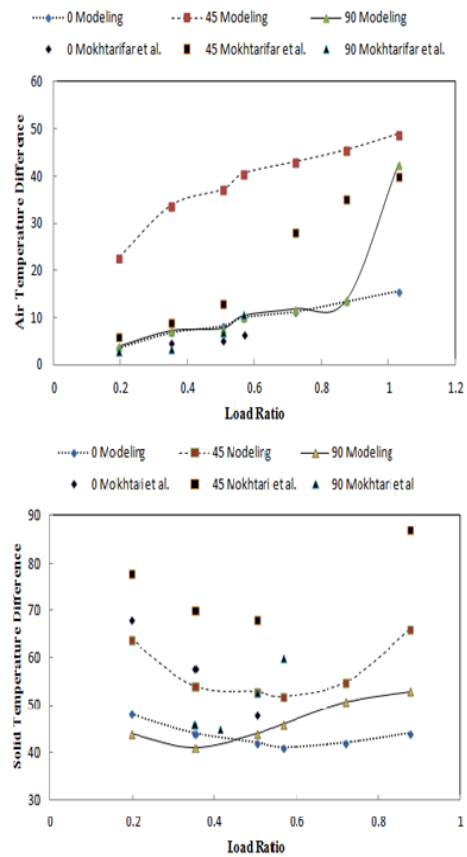 0 Modeling 45 Modeling 90 Modeling
0 Mokhtarifar et al. 45 Mokhtarifar et al. 90 Mokhtarifar et al.
60
50
40
30
20
10
0
Air Temperature Difference
0 0.2 0.4 0.6 0.8 1 1.2
Load Ratio
0 Modeling 45 Nodeling 90 Modeling
0 Mokhtai et al. 45 Nokhtari et al. 90 Mokhtari et al
90
80
70
60
50
40
30
Solid Temperature Difference
0 0.2 0.4 0.6 0.8 1
Load Ratio